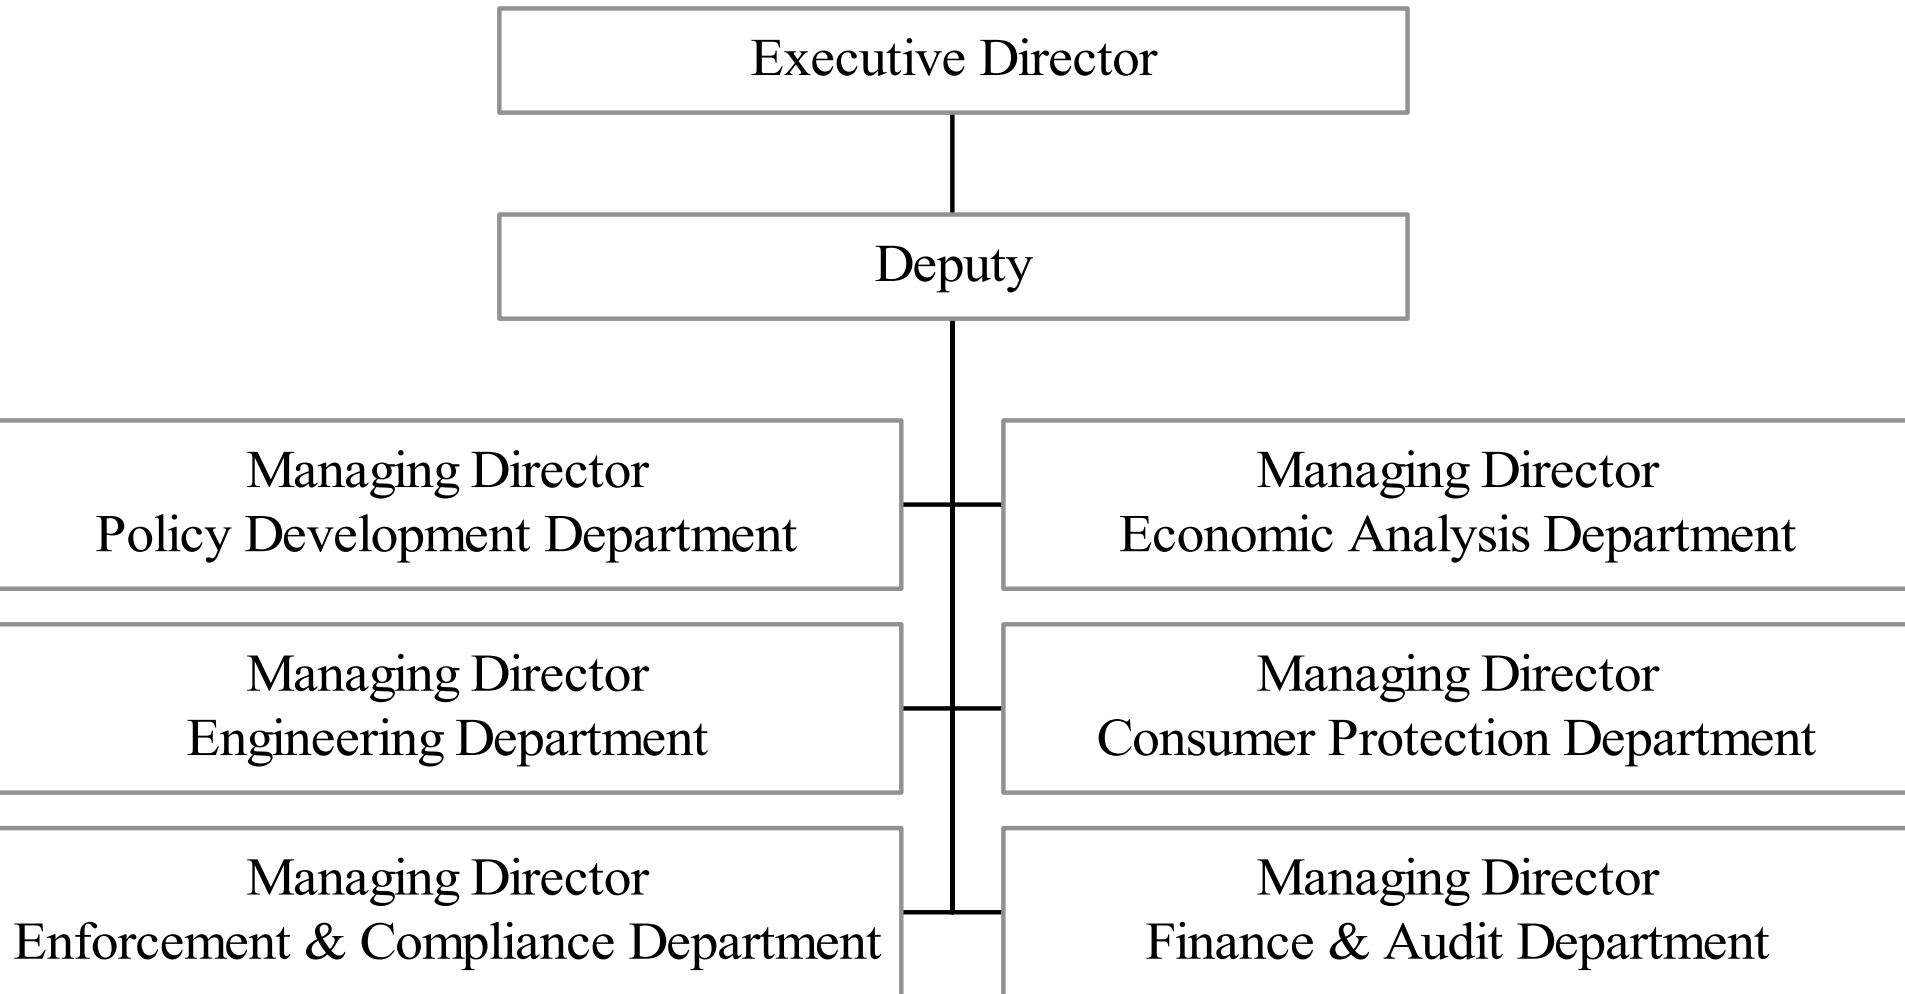 Executive Director
Deputy
Managing Director
Policy Development Department
Managing Director
Economic Analysis Department
Managing Director
Engineering Department
Managing Director
Consumer Protection Department
Managing Director
Enforcement & Compliance Department
Managing Director
Finance & Audit Department